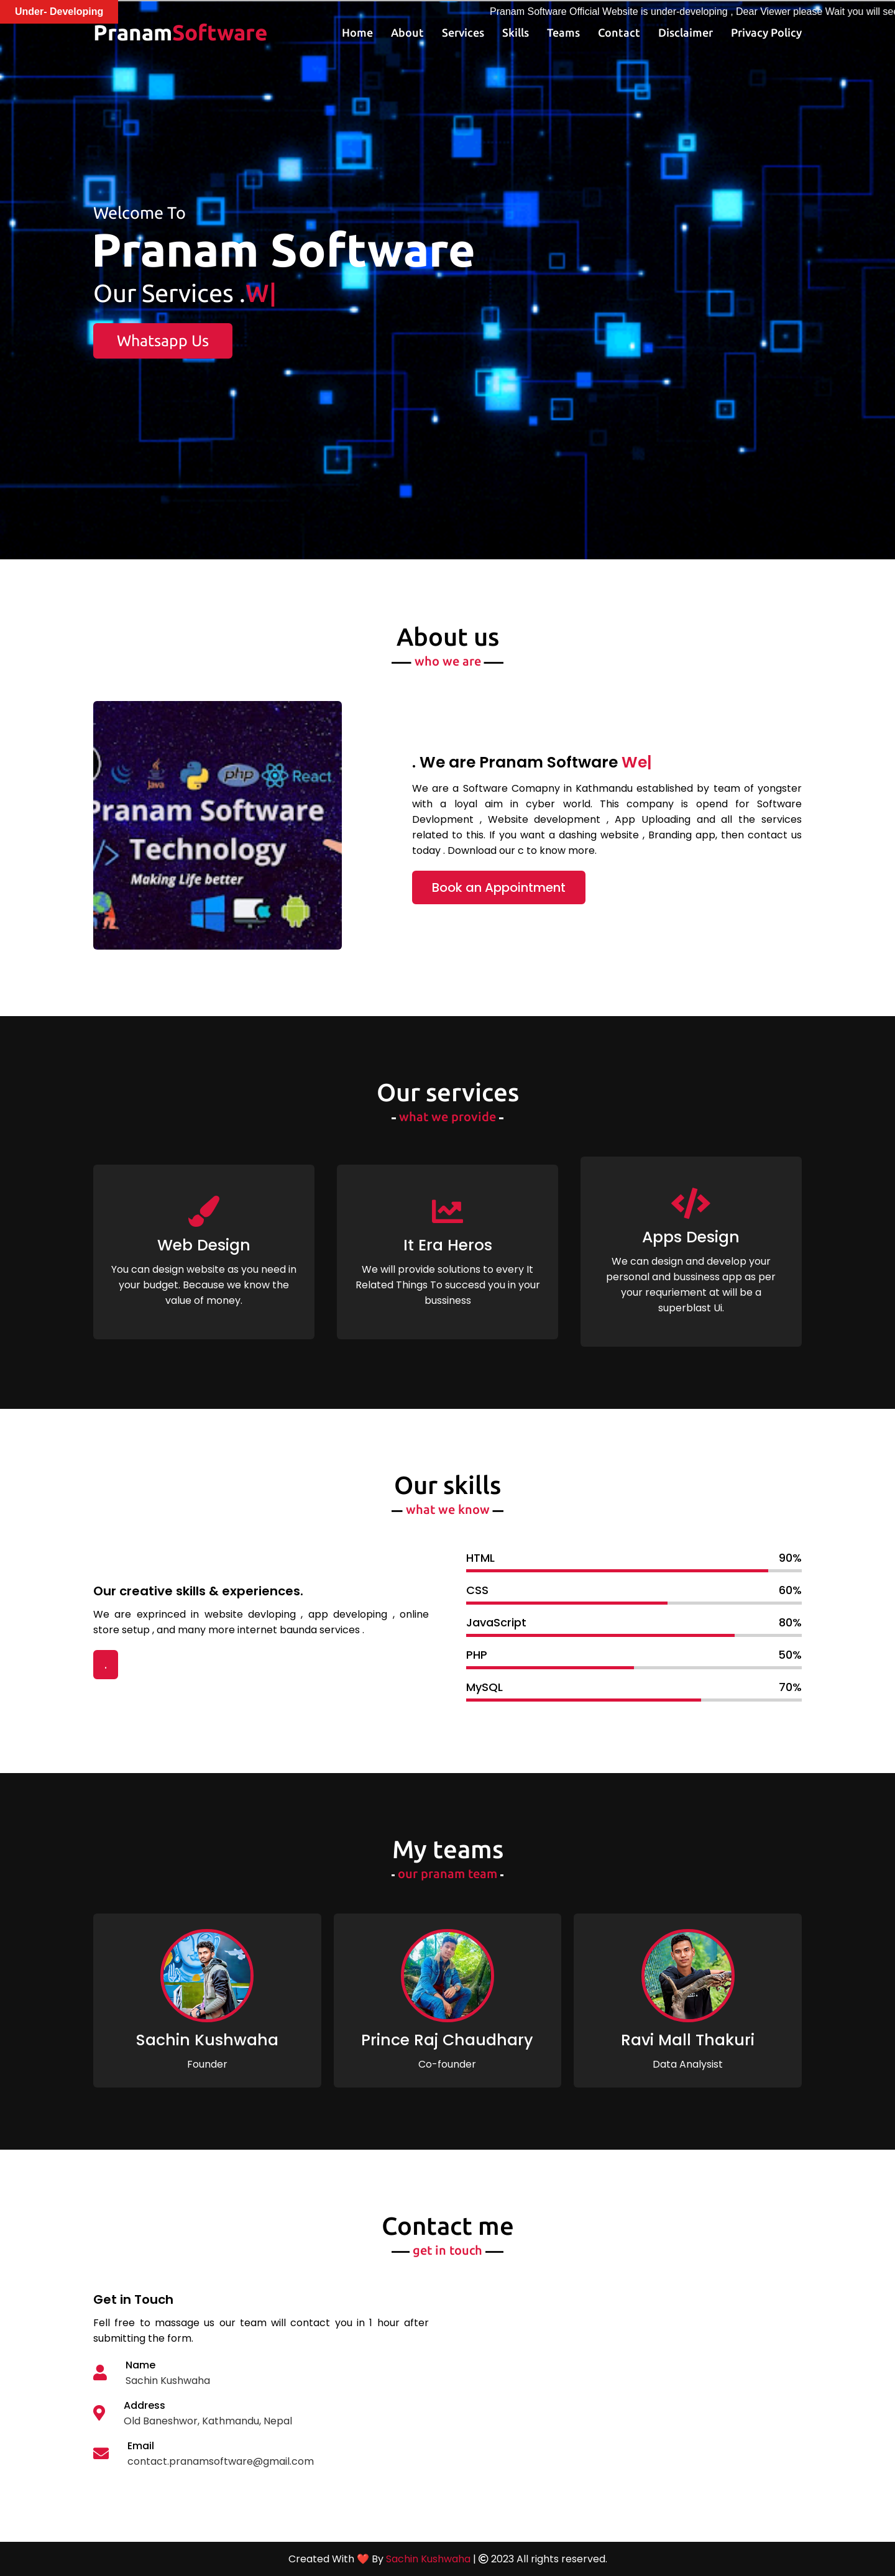 Under- Developing
Pranam Software Official Website is under-developing , Dear Viewer please Wait you will see
PranamSoftware
Home About Services Skills Teams Contact Disclaimer Privacy Policy
Welcome To
Pranam Software
Our Services .W|
Whatsapp Us
About us
who we are
php React
Java
Pranam Software
Technology
Making Life better
. We are Pranam Software We|
We are a Software Comapny in Kathmandu established by team of yongster
with a loyal aim in cyber world. This company is opend for Software
Devlopment , Website development , App Uploading and all the services
related to this. If you want a dashing website , Branding app, then contact us
today . Download our c to know more.
Book an Appointment
Our services
what we provide
Web Design
You can design website as you need in
your budget. Because we know the
value of money.
It Era Heros
We will provide solutions to every It
Related Things To succesd you in your
bussiness
Apps Design
We can design and develop your
personal and bussiness app as per
your requriement at will be a
superblast Ui.
Our skills
what we know
Our creative skills & experiences.
We are exprinced in website devloping , app developing , online
store setup , and many more internet baunda services .
.
HTML 90%
CSS 60%
JavaScript 80%
PHP 50%
MySQL 70%
My teams
our pranam team
Sachin Kushwaha
Founder
Prince Raj Chaudhary
Co-founder
Ravi Mall Thakuri
Data Analysist
Contact me
get in touch
Get in Touch
Fell free to massage us our team will contact you in 1 hour after
submitting the form.
Name
Sachin Kushwaha
Address
Old Baneshwor, Kathmandu, Nepal
Email
contact.pranamsoftware@gmail.com
Created With ❤️ By Sachin Kushwaha | © 2023 All rights reserved.